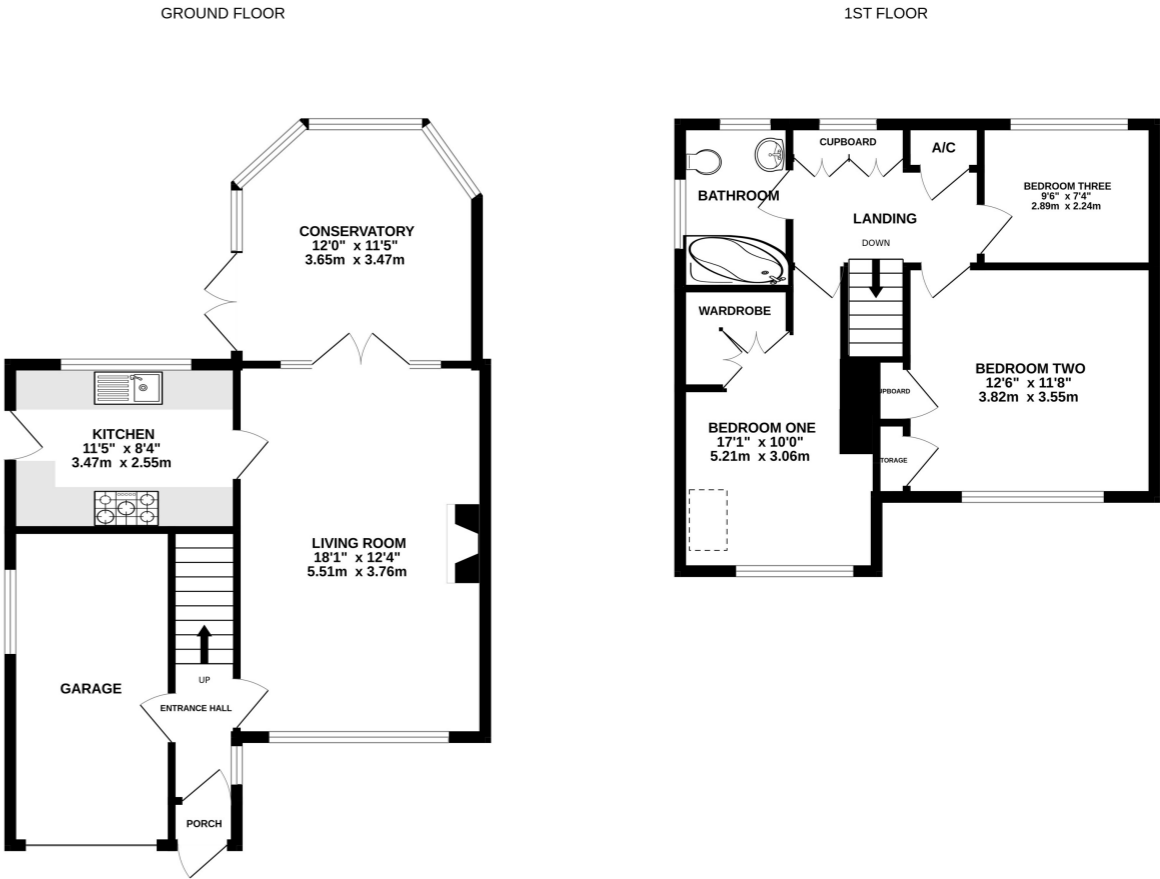 GROUND FLOOR
CONSERVATORY
12'0" x 11'5"
3.65m x 3.47m
KITCHEN
11'5" x 8'4"
3.47m x 2.55m
LIVING ROOM
18'1" x 12'4"
5.51m x 3.76m
GARAGE
UP
ENTRANCE HALL
PORCH
1ST FLOOR
CUPBOARD
A/C
BATHROOM
BEDROOM THREE
9'6" x 7'4"
2.89m x 2.24m
LANDING
DOWN
WARDROBE
BEDROOM TWO
12'6" x 11'8"
3.82m x 3.55m
UPBOARD
BEDROOM ONE
17'1" x 10'0"
5.21m x 3.06m
TORAGE